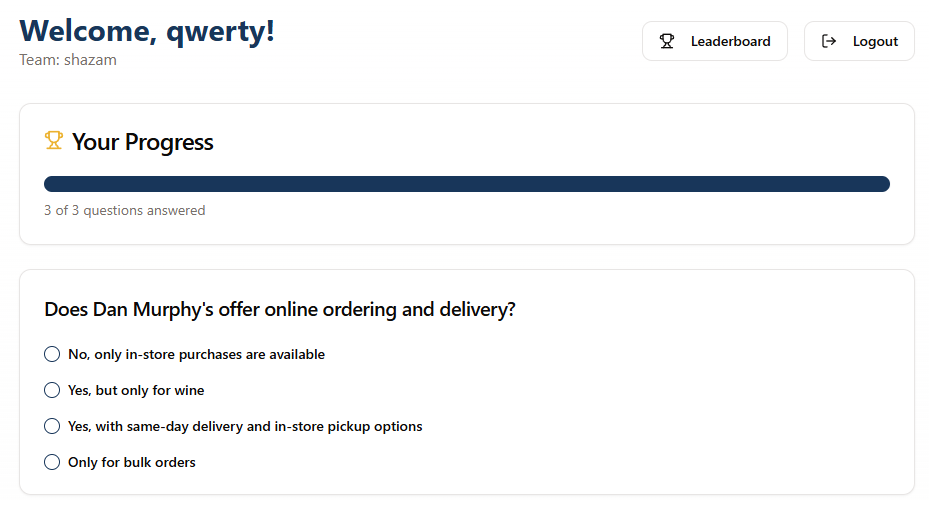 Welcome, qwerty!
Team: shazam
Leaderboard
Logout
Your Progress
3 of 3 questions answered
Does Dan Murphy's offer online ordering and delivery?
No, only in-store purchases are available
Yes, but only for wine
Yes, with same-day delivery and in-store pickup options
Only for bulk orders